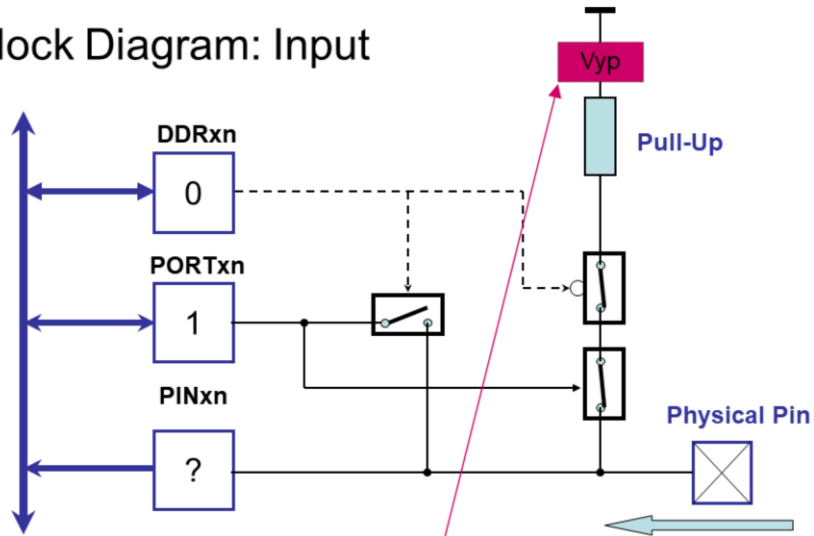 lock Diagram: Input
Vyp
DDRxn
Pull-Up
0
PORTxn
1
PINxn
Physical Pin
?